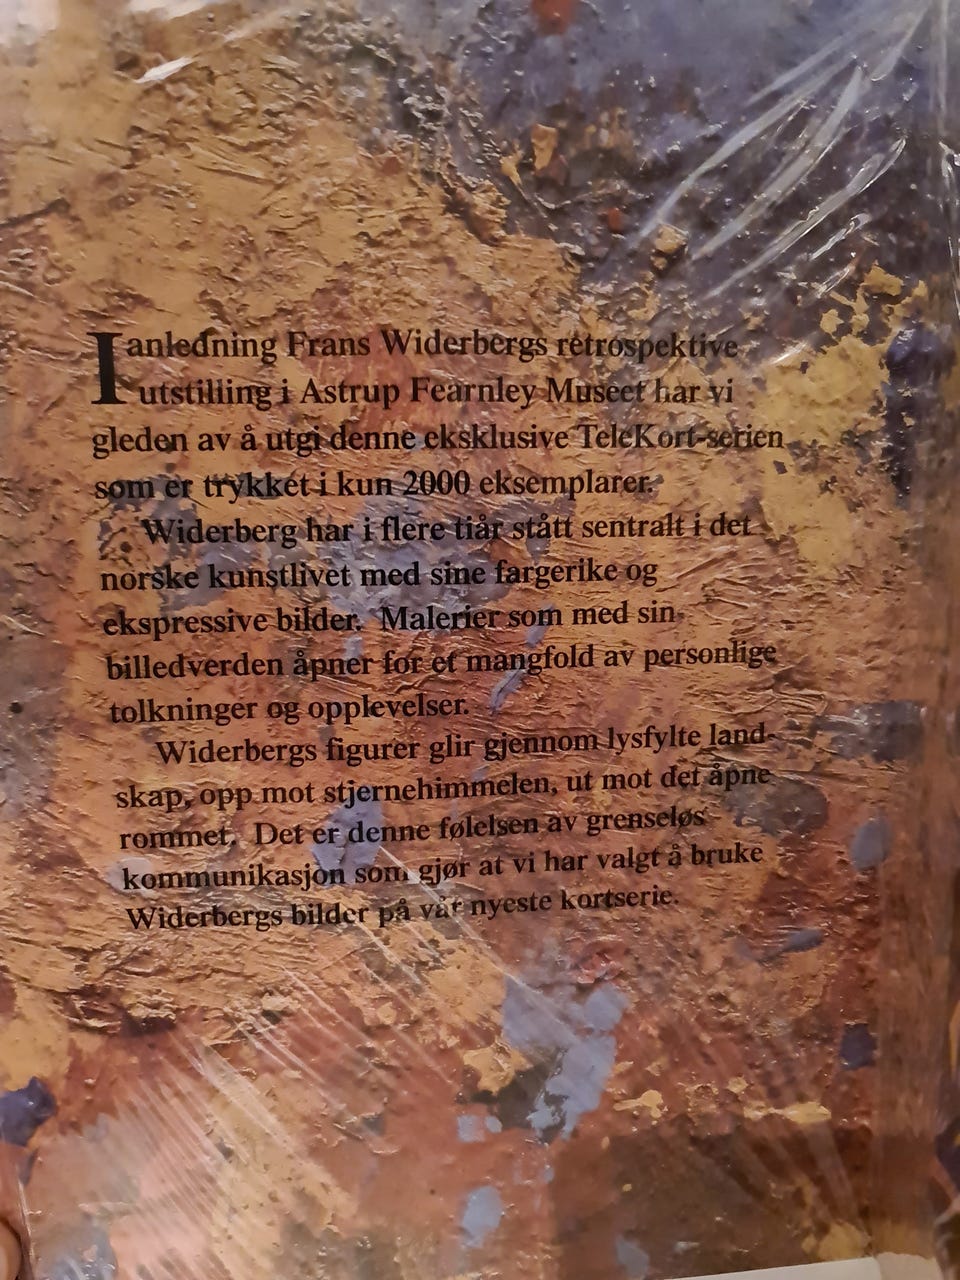 I anledning Frans Widerbergs retrospektive
utstilling i Astrup Fearnley Museet har vi
gleden av å utgi denne eksklusive TeleKort-serien
som er trykket i kun 2000 eksemplarer.
Widerberg har i flere tiår stått sentralt i det
norske kunstlivet med sine fargerike og
ekspressive bilder. Malerier som med sin
billedverden åpner for et mangfold av personlige
tolkninger og opplevelser.
Widerbergs figurer glir gjennom lysfylte land-
skap, opp mot stjernehimmelen, ut mot det åpne
rommet. Det er denne følelsen av grenseløs
kommunikasjon som gjør at vi har valgt å bruke
Widerbergs bilder på vår nyeste kortserie.